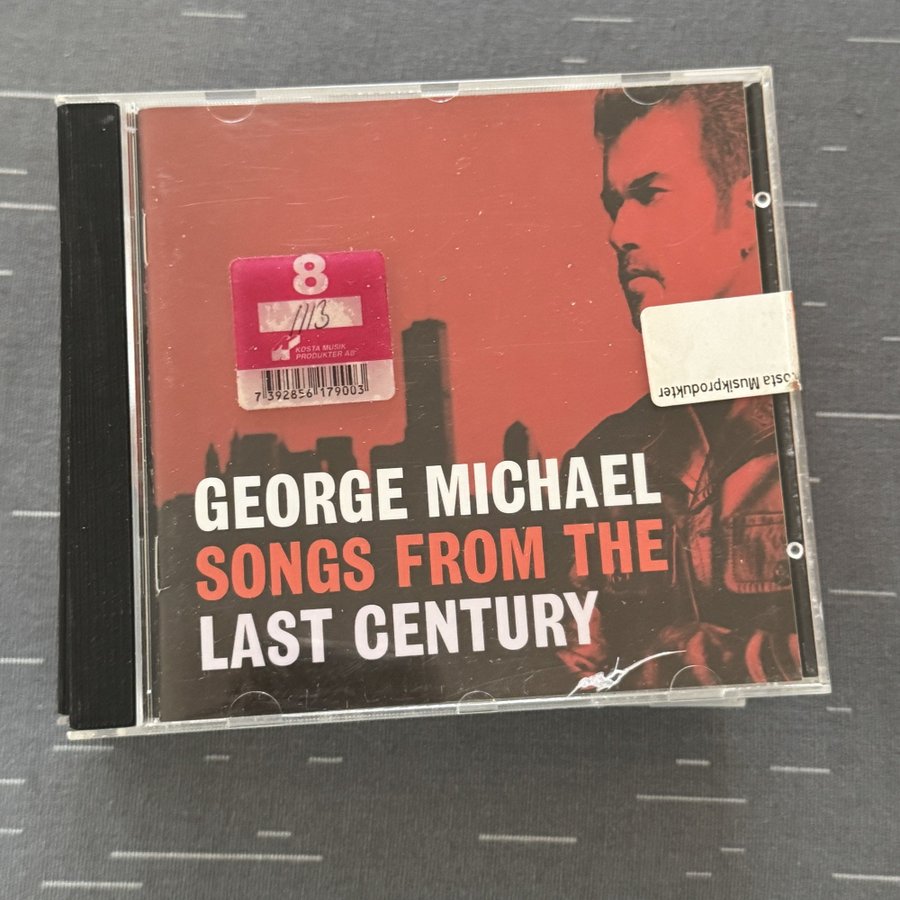 8
1113
KOSTA MUSIK
PRODUKTER AB
7 392856 179003
Kosta Musikprodukter
GEORGE MICHAEL
SONGS FROM THE
LAST CENTURY